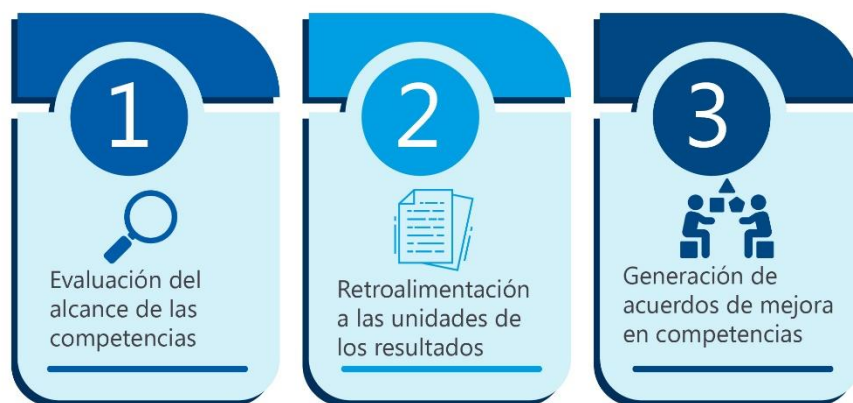 1
Evaluación del
alcance de las
competencias
2
Retroalimentación
a las unidades de
los resultados
3
Generación de
acuerdos de mejora
en competencias